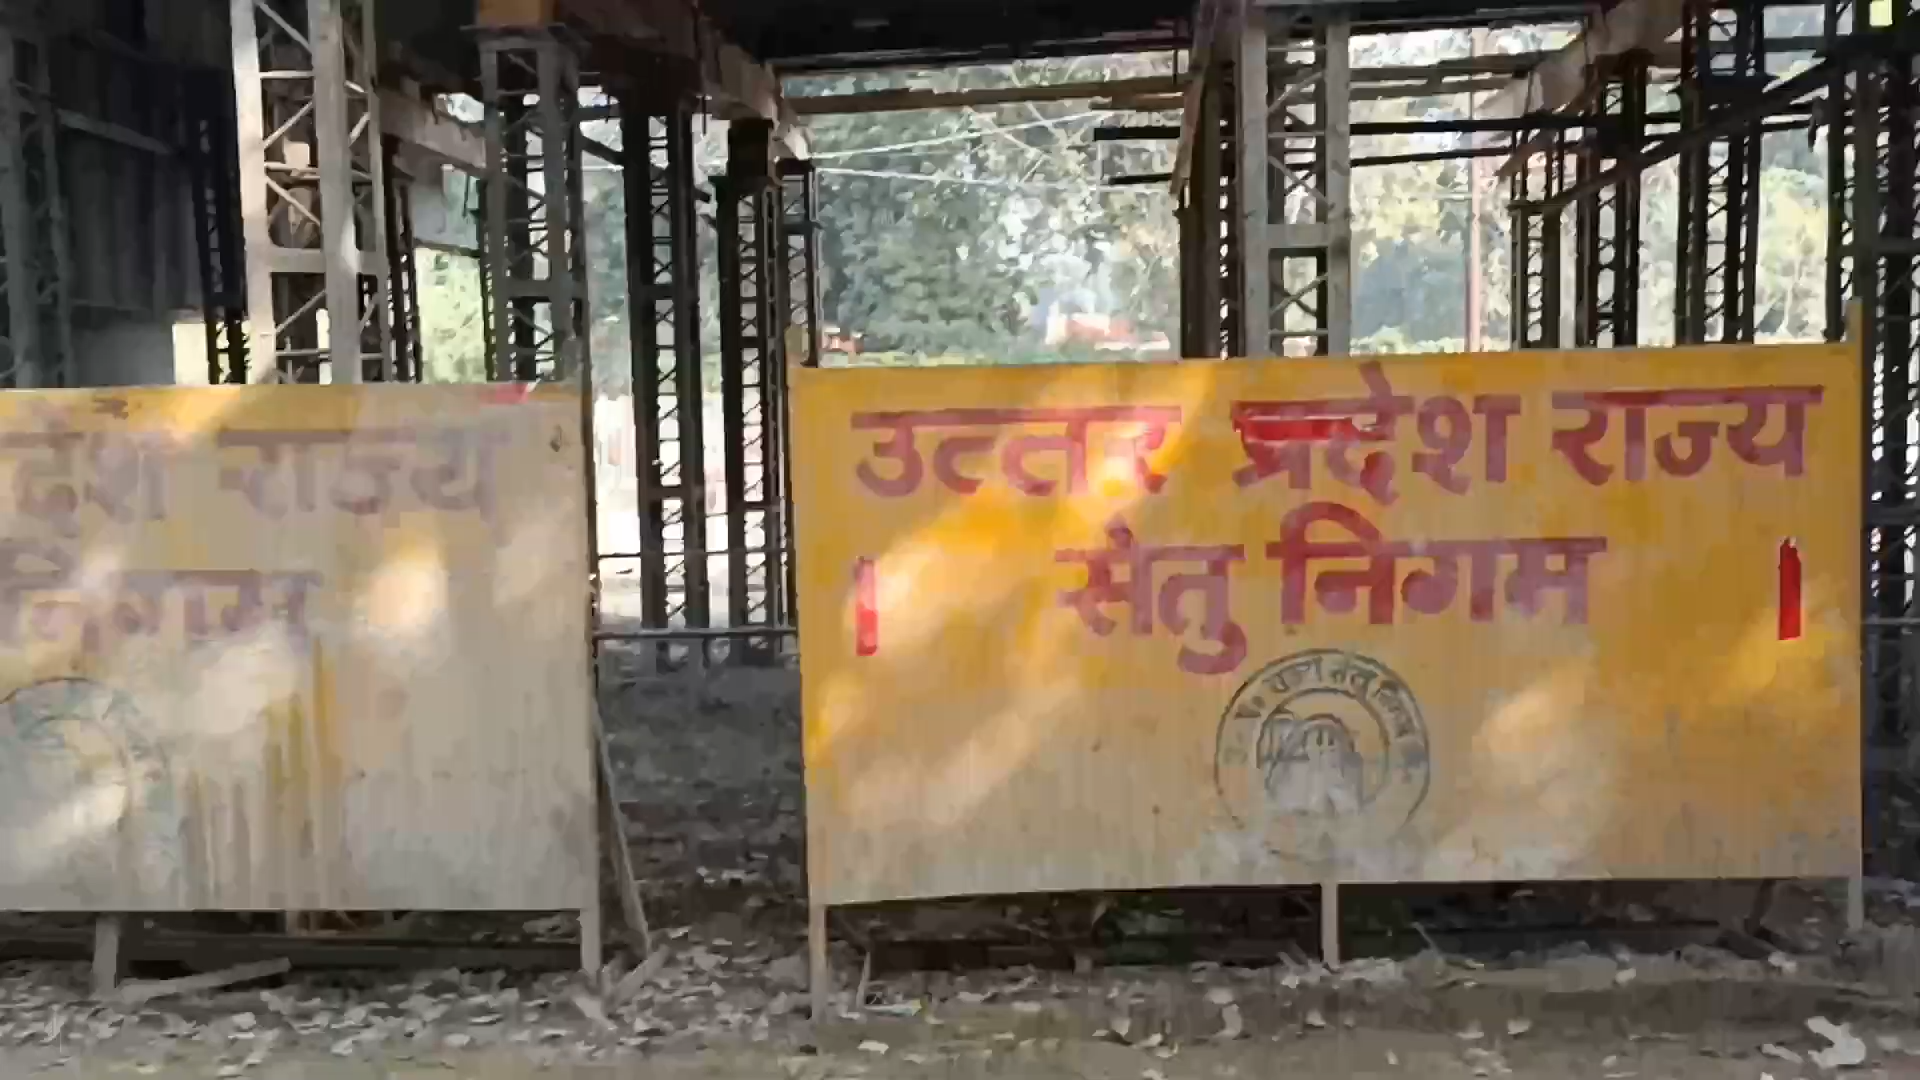 देश राज्य
निगम
उत्तर प्रदेश राज्य
सेतु निगम